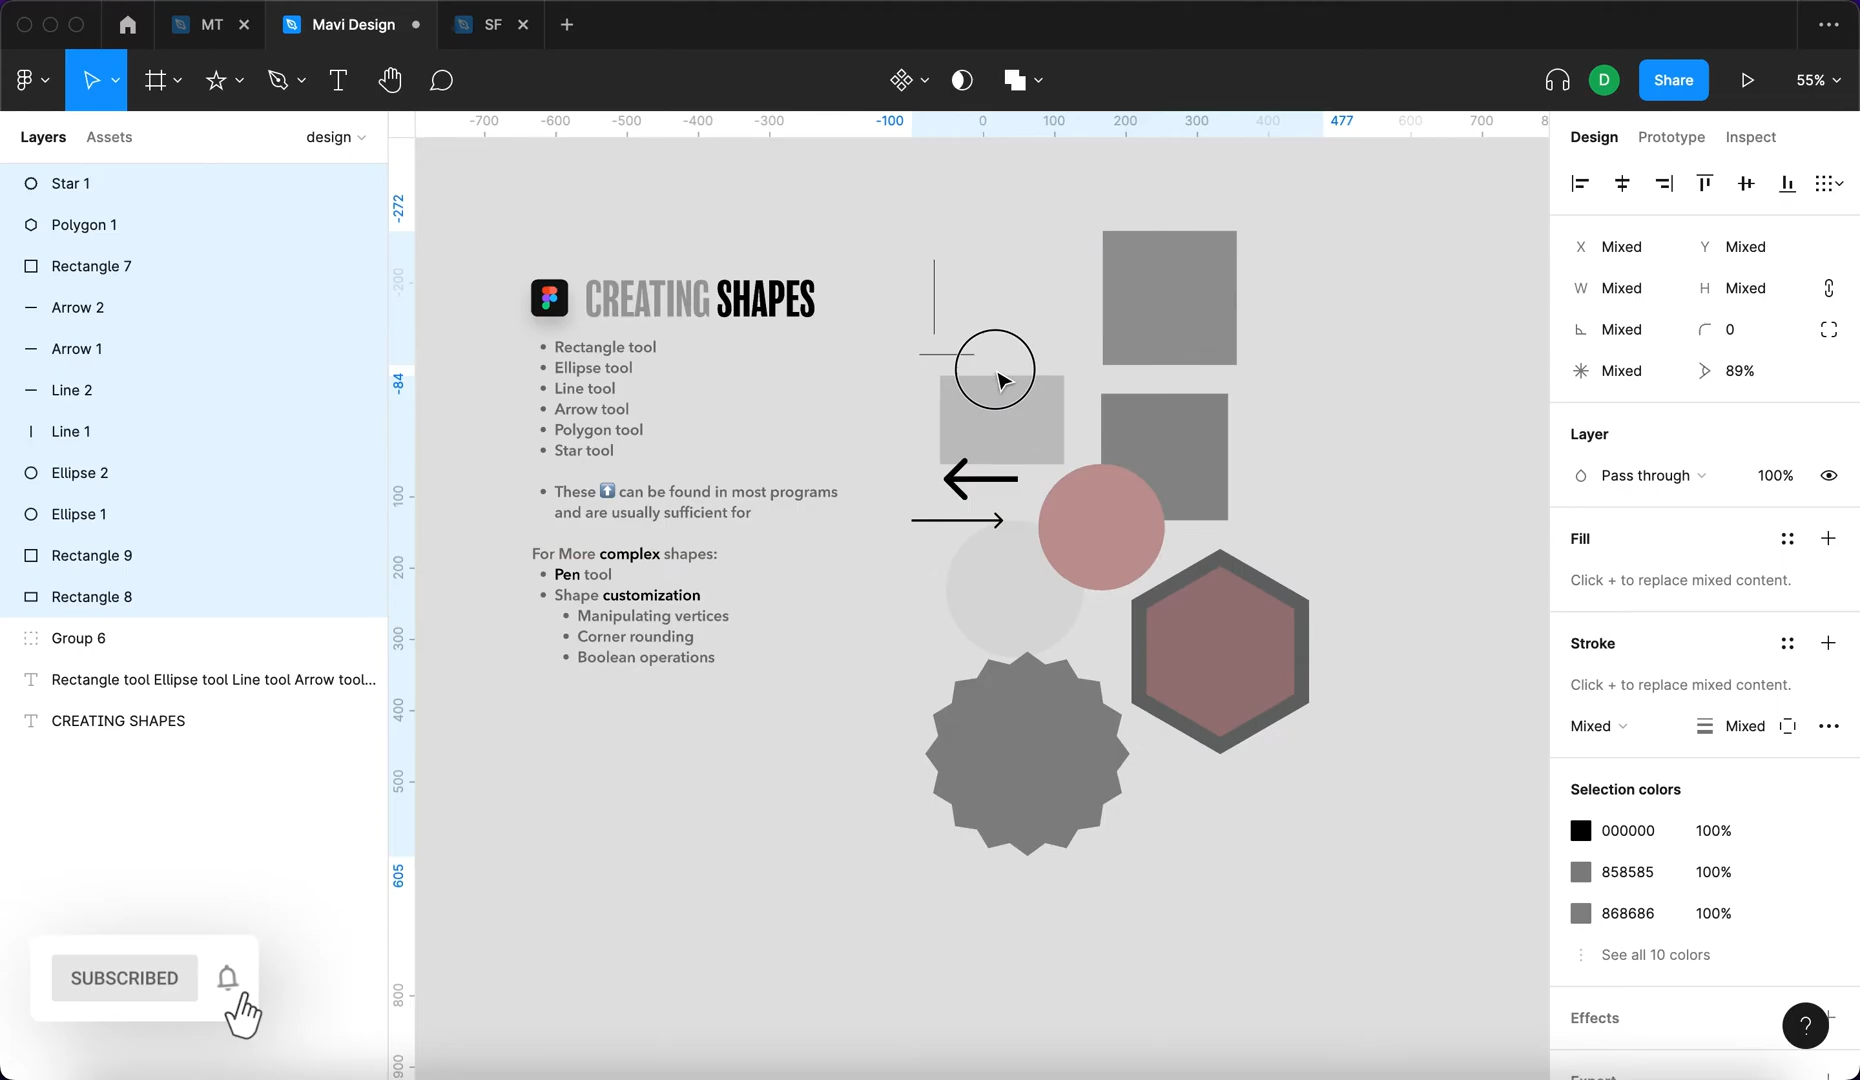 MT
Mavi Design
SF
Share
D
55%
Layers
Assets
design
-700
-600
-500
-400
-300
-100
0
100
200
300
400
477
600
700
8
Design
Prototype
Inspect
Star 1
Polygon 1
Rectangle 7
Arrow 2
Arrow 1
Line 2
Line 1
Ellipse 2
Ellipse 1
Rectangle 9
Rectangle 8
Group 6
Rectangle tool Ellipse tool Line tool Arrow tool...
CREATING SHAPES
-272
-200
-84
100
200
300
400
500
605
800
900
CREATING SHAPES
• Rectangle tool
• Ellipse tool
• Line tool
• Arrow tool
• Polygon tool
• Star tool
• These ⬆️ can be found in most programs
and are usually sufficient for
For More complex shapes:
• Pen tool
• Shape customization
• Manipulating vertices
• Corner rounding
• Boolean operations
X Mixed Y Mixed
W Mixed H Mixed
Mixed 0
Mixed 89%
Layer
Pass through 100%
Fill
Click + to replace mixed content.
Stroke
Click + to replace mixed content.
Mixed Mixed
Selection colors
000000 100%
858585 100%
868686 100%
See all 10 colors
Effects
Export
?
SUBSCRIBED